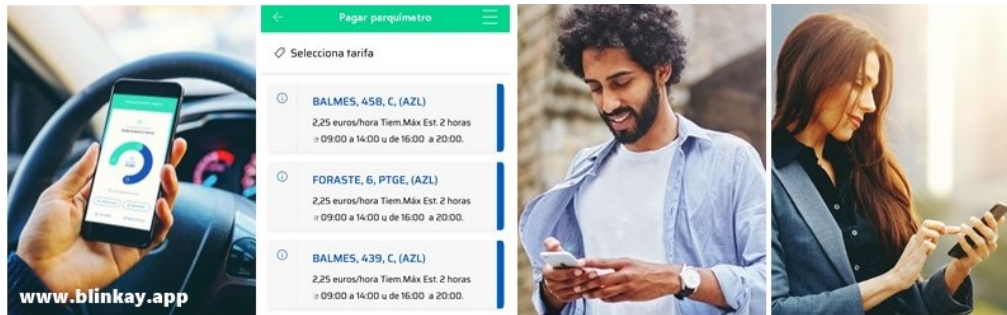 www.blinkay.app
Pagar parquímetro
Selecciona tarifa
BALMES, 458, C, (AZL)
2,25 euros/hora Tiem.Máx Est. 2 horas
09:00 a 14:00 u de 16:00 a 20:00.
FORASTE, 6, PTGE, (AZL)
2,25 euros/hora Tiem.Máx Est. 2 horas
09:00 a 14:00 u de 16:00 a 20:00.
BALMES, 439, C, (AZL)
2,25 euros/hora Tiem.Máx Est. 2 horas
09:00 a 14:00 u de 16:00 a 20:00.